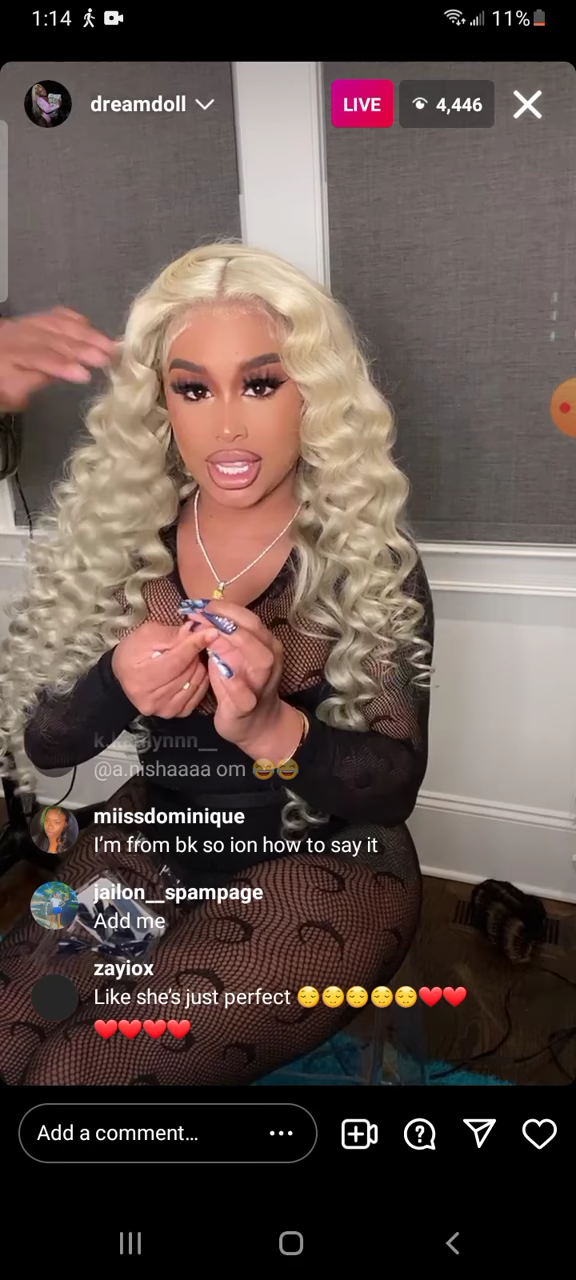 1:14
11%
dreamdoll
LIVE
4,446
@a.nishaaaa om 😂😂
miissdominique
I'm from bk so ion how to say it
jailon__spampage
Add me
zayiox
Like she's just perfect 😌😌😌😌😌❤️❤️
❤️❤️❤️❤️
Add a comment...